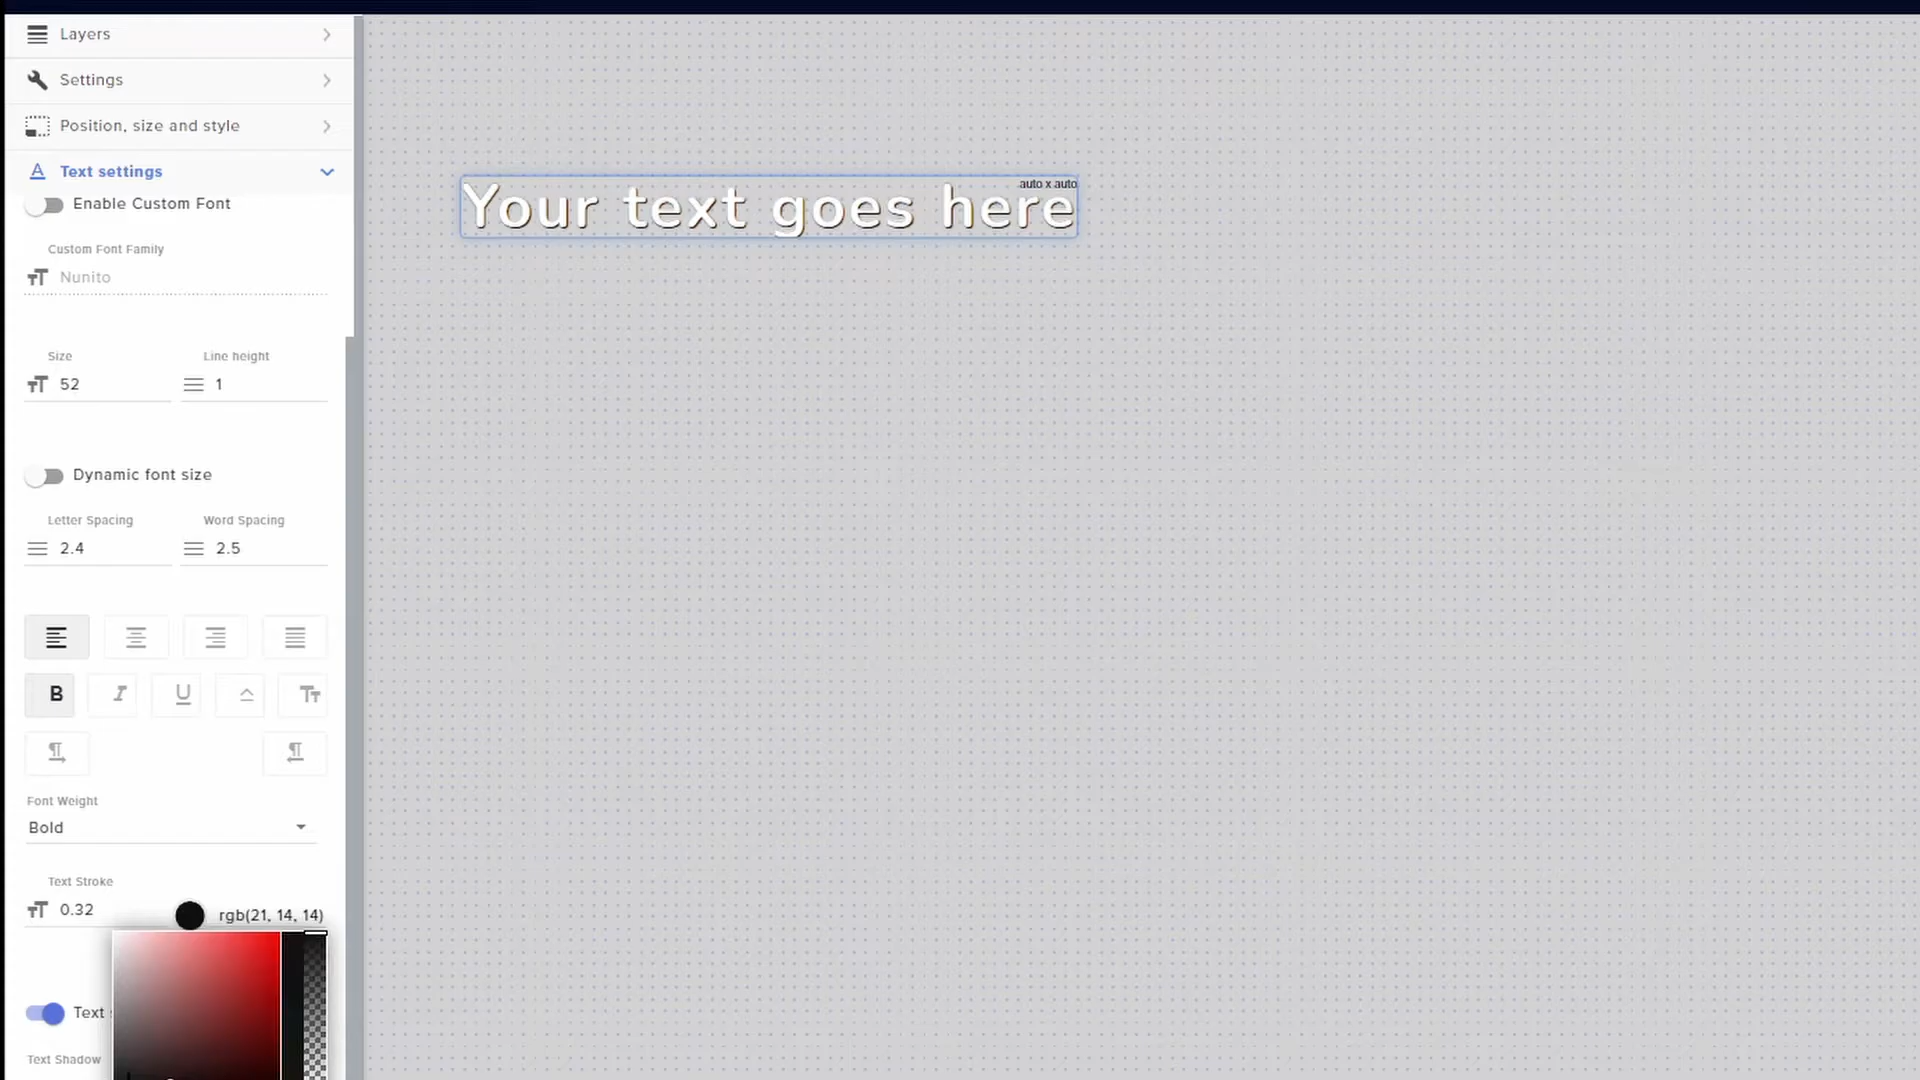 Layers
Settings
Position, size and style
Text settings
Enable Custom Font
Custom Font Family
Nunito
Size
Line height
52
1
Dynamic font size
Letter Spacing
Word Spacing
2.4
2.5
B I U Tt
Font Weight
Bold
Text Stroke
0.32
rgb(21, 14, 14)
Text
Text Shadow
auto x auto
Your text goes here